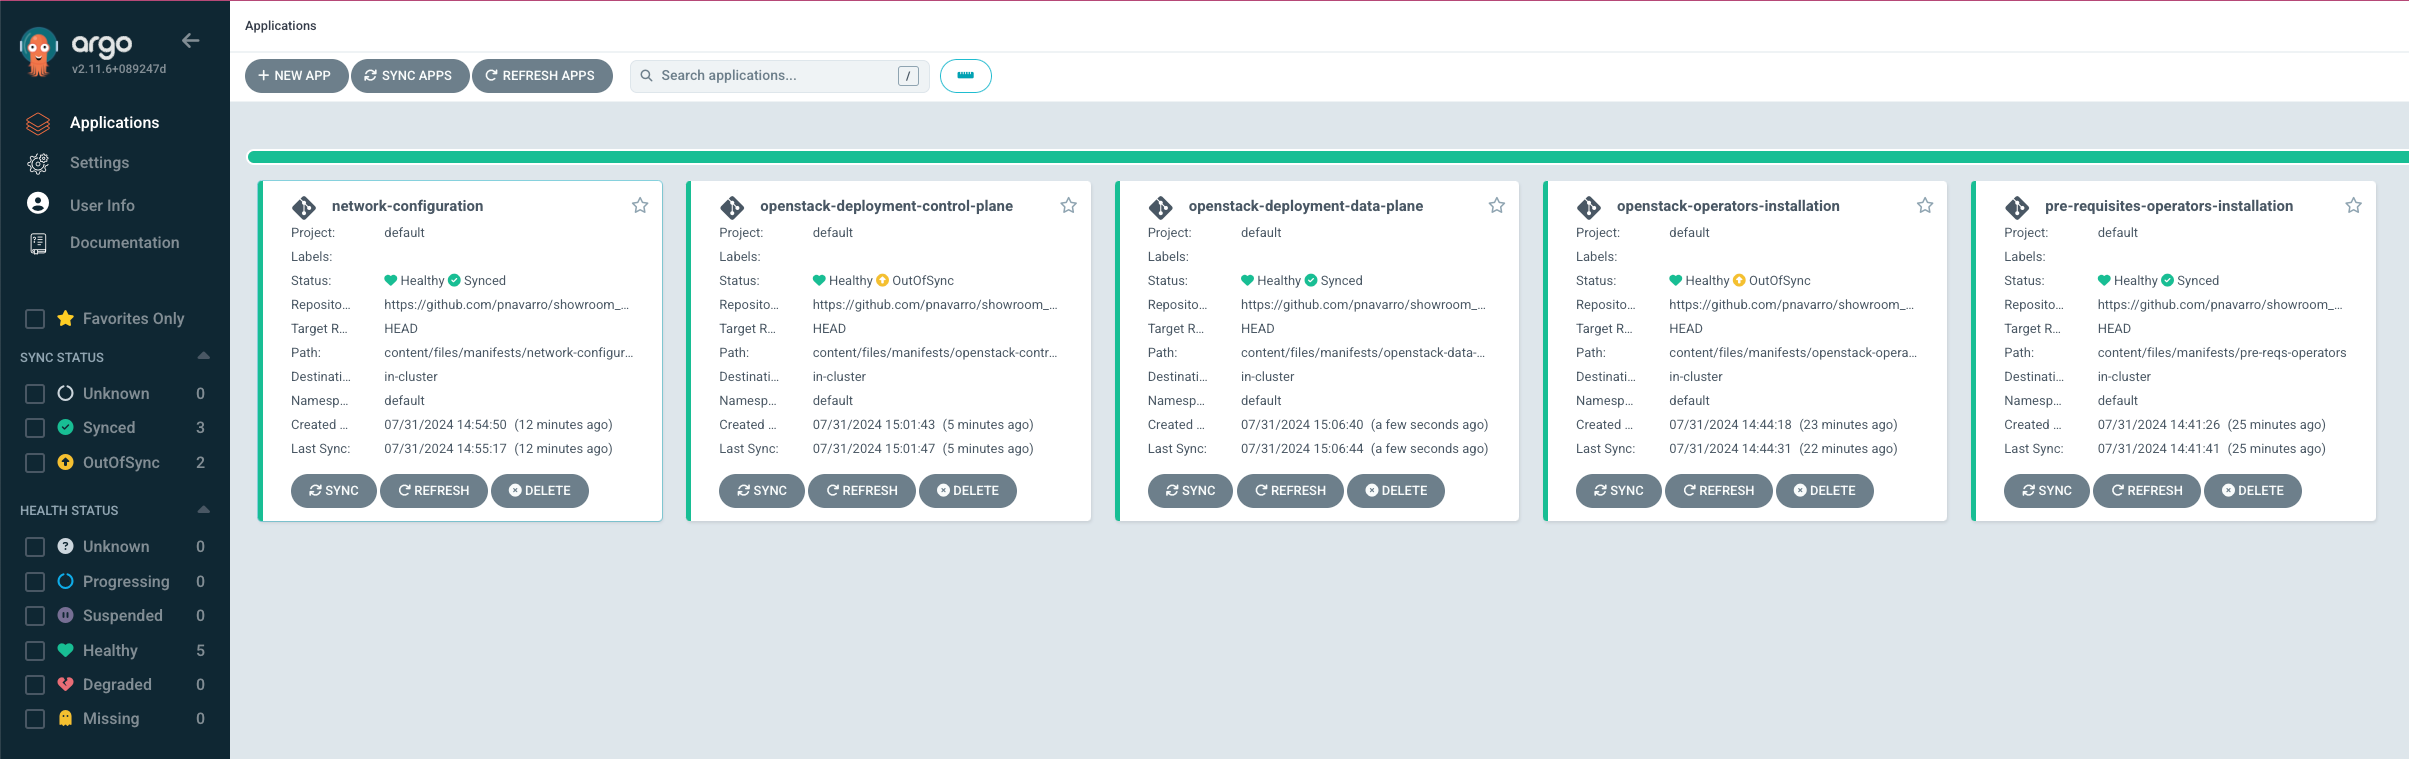 argo
v2.11.6+089247d
Applications
Settings
User Info
Documentation
Favorites Only
SYNC STATUS
Unknown 0
Synced 3
OutOfSync 2
HEALTH STATUS
Unknown 0
Progressing 0
Suspended 0
Healthy 5
Degraded 0
Missing 0
Applications
NEW APP SYNC APPS REFRESH APPS Search applications... /
network-configuration
Project: default
Labels:
Status: Healthy Synced
Reposito... https://github.com/pnavarro/showroom_...
Target R... HEAD
Path: content/files/manifests/network-configur...
Destinati... in-cluster
Namesp... default
Created ... 07/31/2024 14:54:50 (12 minutes ago)
Last Sync: 07/31/2024 14:55:17 (12 minutes ago)
SYNC REFRESH DELETE
openstack-deployment-control-plane
Project: default
Labels:
Status: Healthy OutOfSync
Reposito... https://github.com/pnavarro/showroom_...
Target R... HEAD
Path: content/files/manifests/openstack-contr...
Destinati... in-cluster
Namesp... default
Created ... 07/31/2024 15:01:43 (5 minutes ago)
Last Sync: 07/31/2024 15:01:47 (5 minutes ago)
SYNC REFRESH DELETE
openstack-deployment-data-plane
Project: default
Labels:
Status: Healthy Synced
Reposito... https://github.com/pnavarro/showroom_...
Target R... HEAD
Path: content/files/manifests/openstack-data-...
Destinati... in-cluster
Namesp... default
Created ... 07/31/2024 15:06:40 (a few seconds ago)
Last Sync: 07/31/2024 15:06:44 (a few seconds ago)
SYNC REFRESH DELETE
openstack-operators-installation
Project: default
Labels:
Status: Healthy OutOfSync
Reposito... https://github.com/pnavarro/showroom_...
Target R... HEAD
Path: content/files/manifests/openstack-opera...
Destinati... in-cluster
Namesp... default
Created ... 07/31/2024 14:44:18 (23 minutes ago)
Last Sync: 07/31/2024 14:44:31 (22 minutes ago)
SYNC REFRESH DELETE
pre-requisites-operators-installation
Project: default
Labels:
Status: Healthy Synced
Reposito... https://github.com/pnavarro/showroom_...
Target R... HEAD
Path: content/files/manifests/pre-reqs-operators
Destinati... in-cluster
Namesp... default
Created ... 07/31/2024 14:41:26 (25 minutes ago)
Last Sync: 07/31/2024 14:41:41 (25 minutes ago)
SYNC REFRESH DELETE